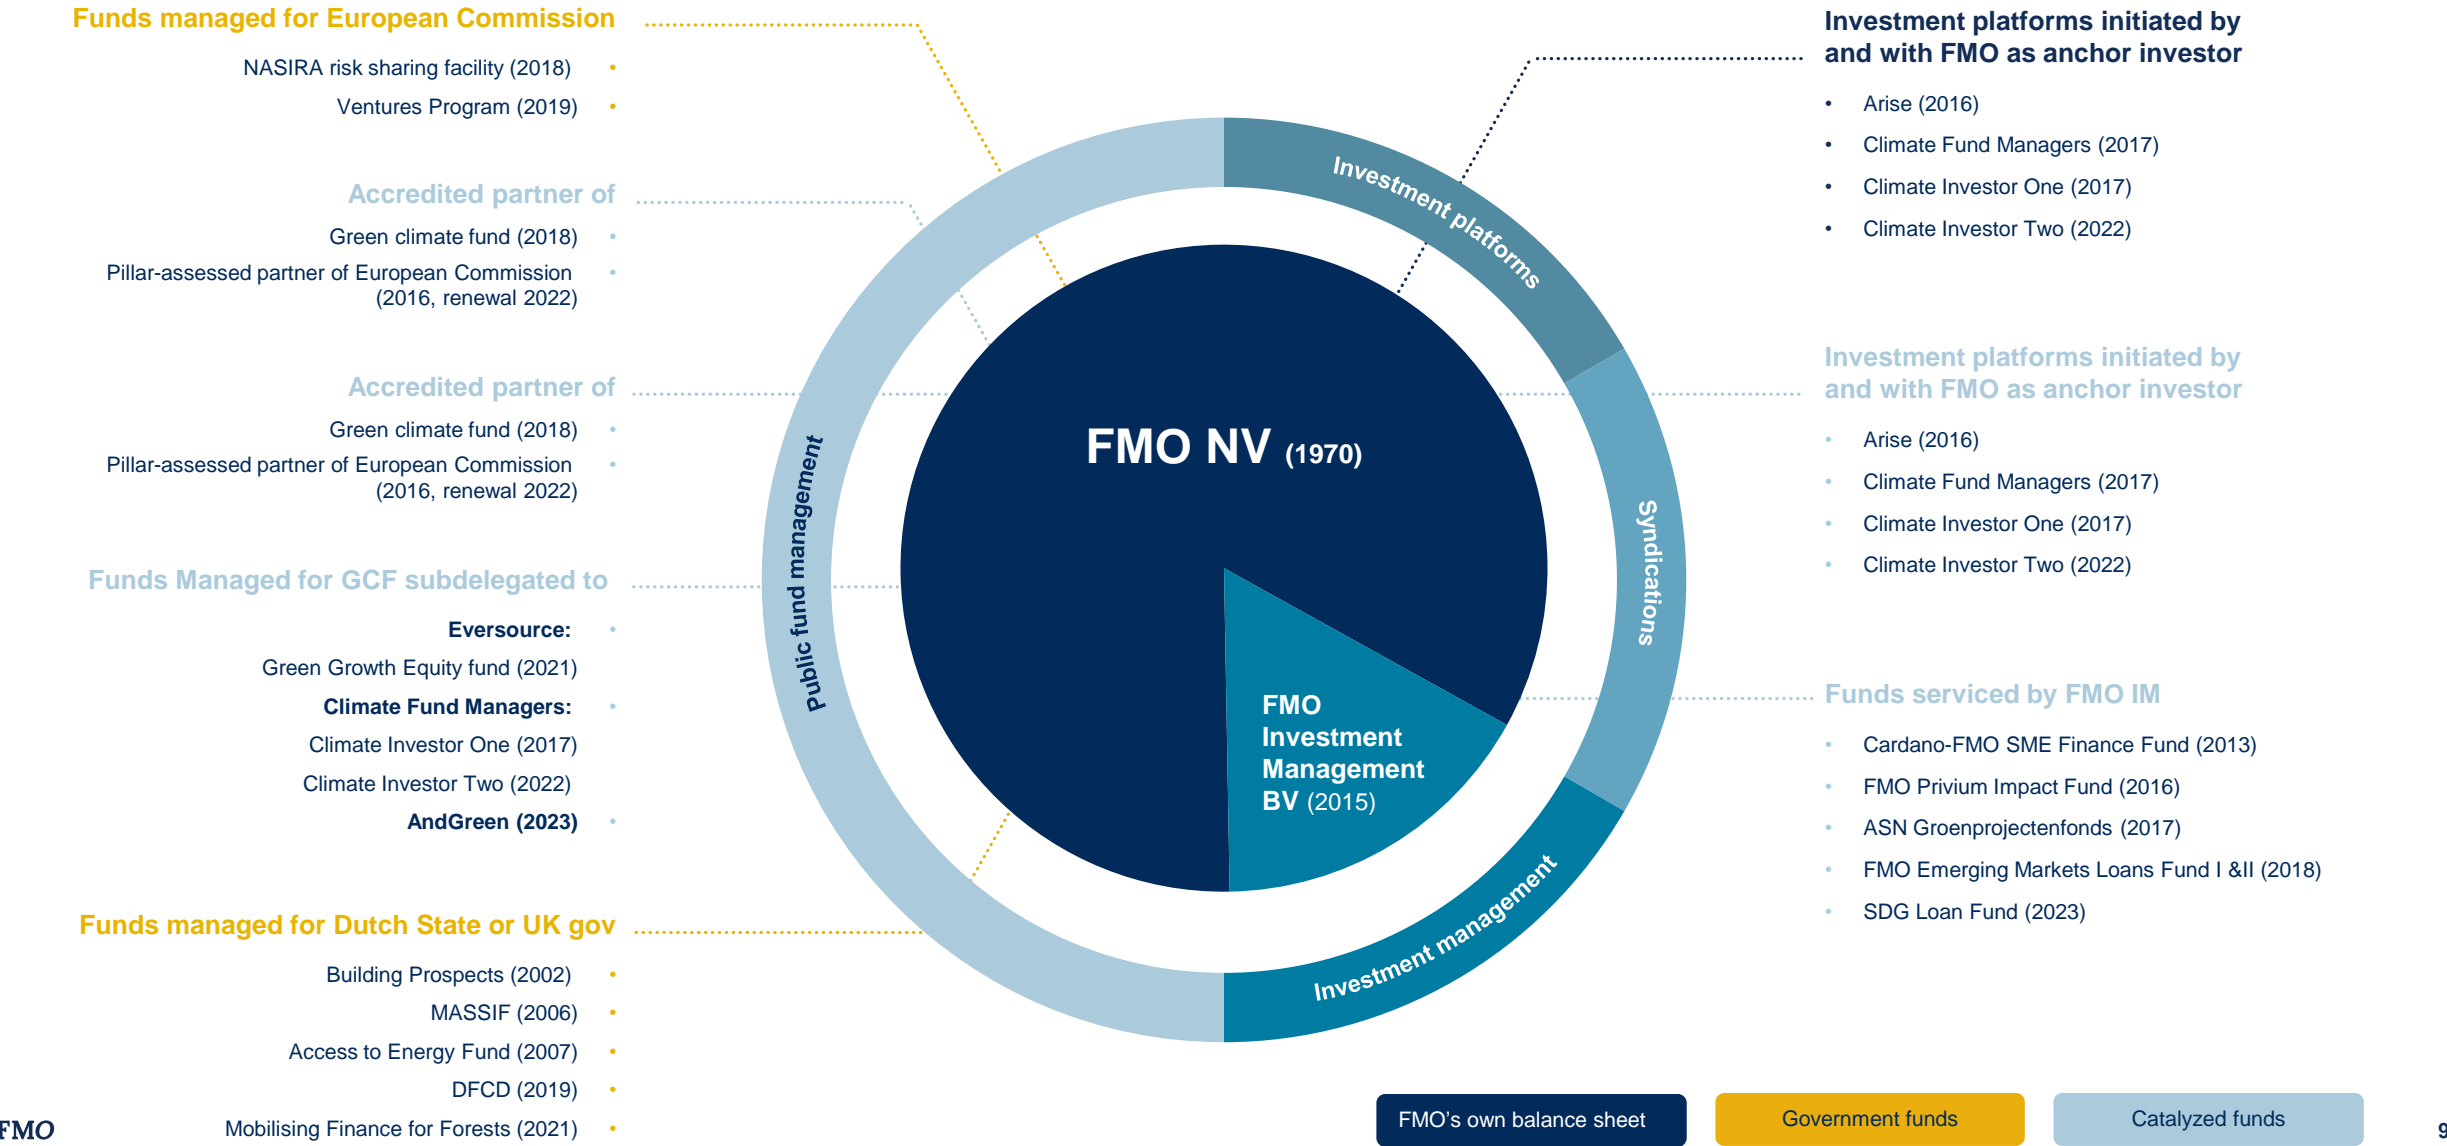 Funds managed for European Commission
NASIRA risk sharing facility (2018) •
Ventures Program (2019) •
Accredited partner of
Green climate fund (2018) •
Pillar-assessed partner of European Commission •
(2016, renewal 2022)
Accredited partner of
Green climate fund (2018) •
Pillar-assessed partner of European Commission •
(2016, renewal 2022)
Funds Managed for GCF subdelegated to
Eversource: •
Green Growth Equity fund (2021)
Climate Fund Managers: •
Climate Investor One (2017)
Climate Investor Two (2022)
AndGreen (2023) •
Funds managed for Dutch State or UK gov
Building Prospects (2002) •
MASSIF (2006) •
Access to Energy Fund (2007) •
DFCD (2019) •
Mobilising Finance for Forests (2021) •
Public fund management
Investment platforms
Syndications
Investment management
FMO NV (1970)
FMO
Investment
Management
BV (2015)
Investment platforms initiated by
and with FMO as anchor investor
• Arise (2016)
• Climate Fund Managers (2017)
• Climate Investor One (2017)
• Climate Investor Two (2022)
Investment platforms initiated by
and with FMO as anchor investor
• Arise (2016)
• Climate Fund Managers (2017)
• Climate Investor One (2017)
• Climate Investor Two (2022)
Funds serviced by FMO IM
• Cardano-FMO SME Finance Fund (2013)
• FMO Privium Impact Fund (2016)
• ASN Groenprojectenfonds (2017)
• FMO Emerging Markets Loans Fund I &II (2018)
• SDG Loan Fund (2023)
FMO's own balance sheet
Government funds
Catalyzed funds
FMO
9